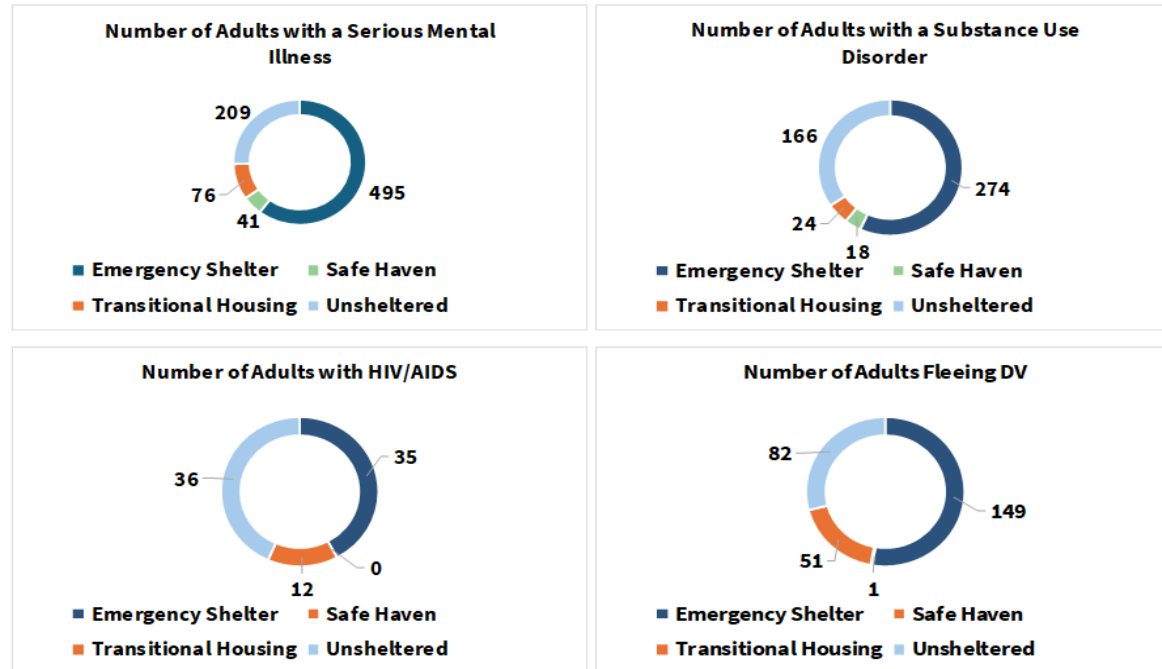 Number of Adults with a Serious Mental
Illness
209
76
41
495
Emergency Shelter
Safe Haven
Transitional Housing
Unsheltered
Number of Adults with a Substance Use
Disorder
166
24
18
274
Emergency Shelter
Safe Haven
Transitional Housing
Unsheltered
Number of Adults with HIV/AIDS
36
35
0
12
Emergency Shelter
Safe Haven
Transitional Housing
Unsheltered
Number of Adults Fleeing DV
82
149
51
1
Emergency Shelter
Safe Haven
Transitional Housing
Unsheltered